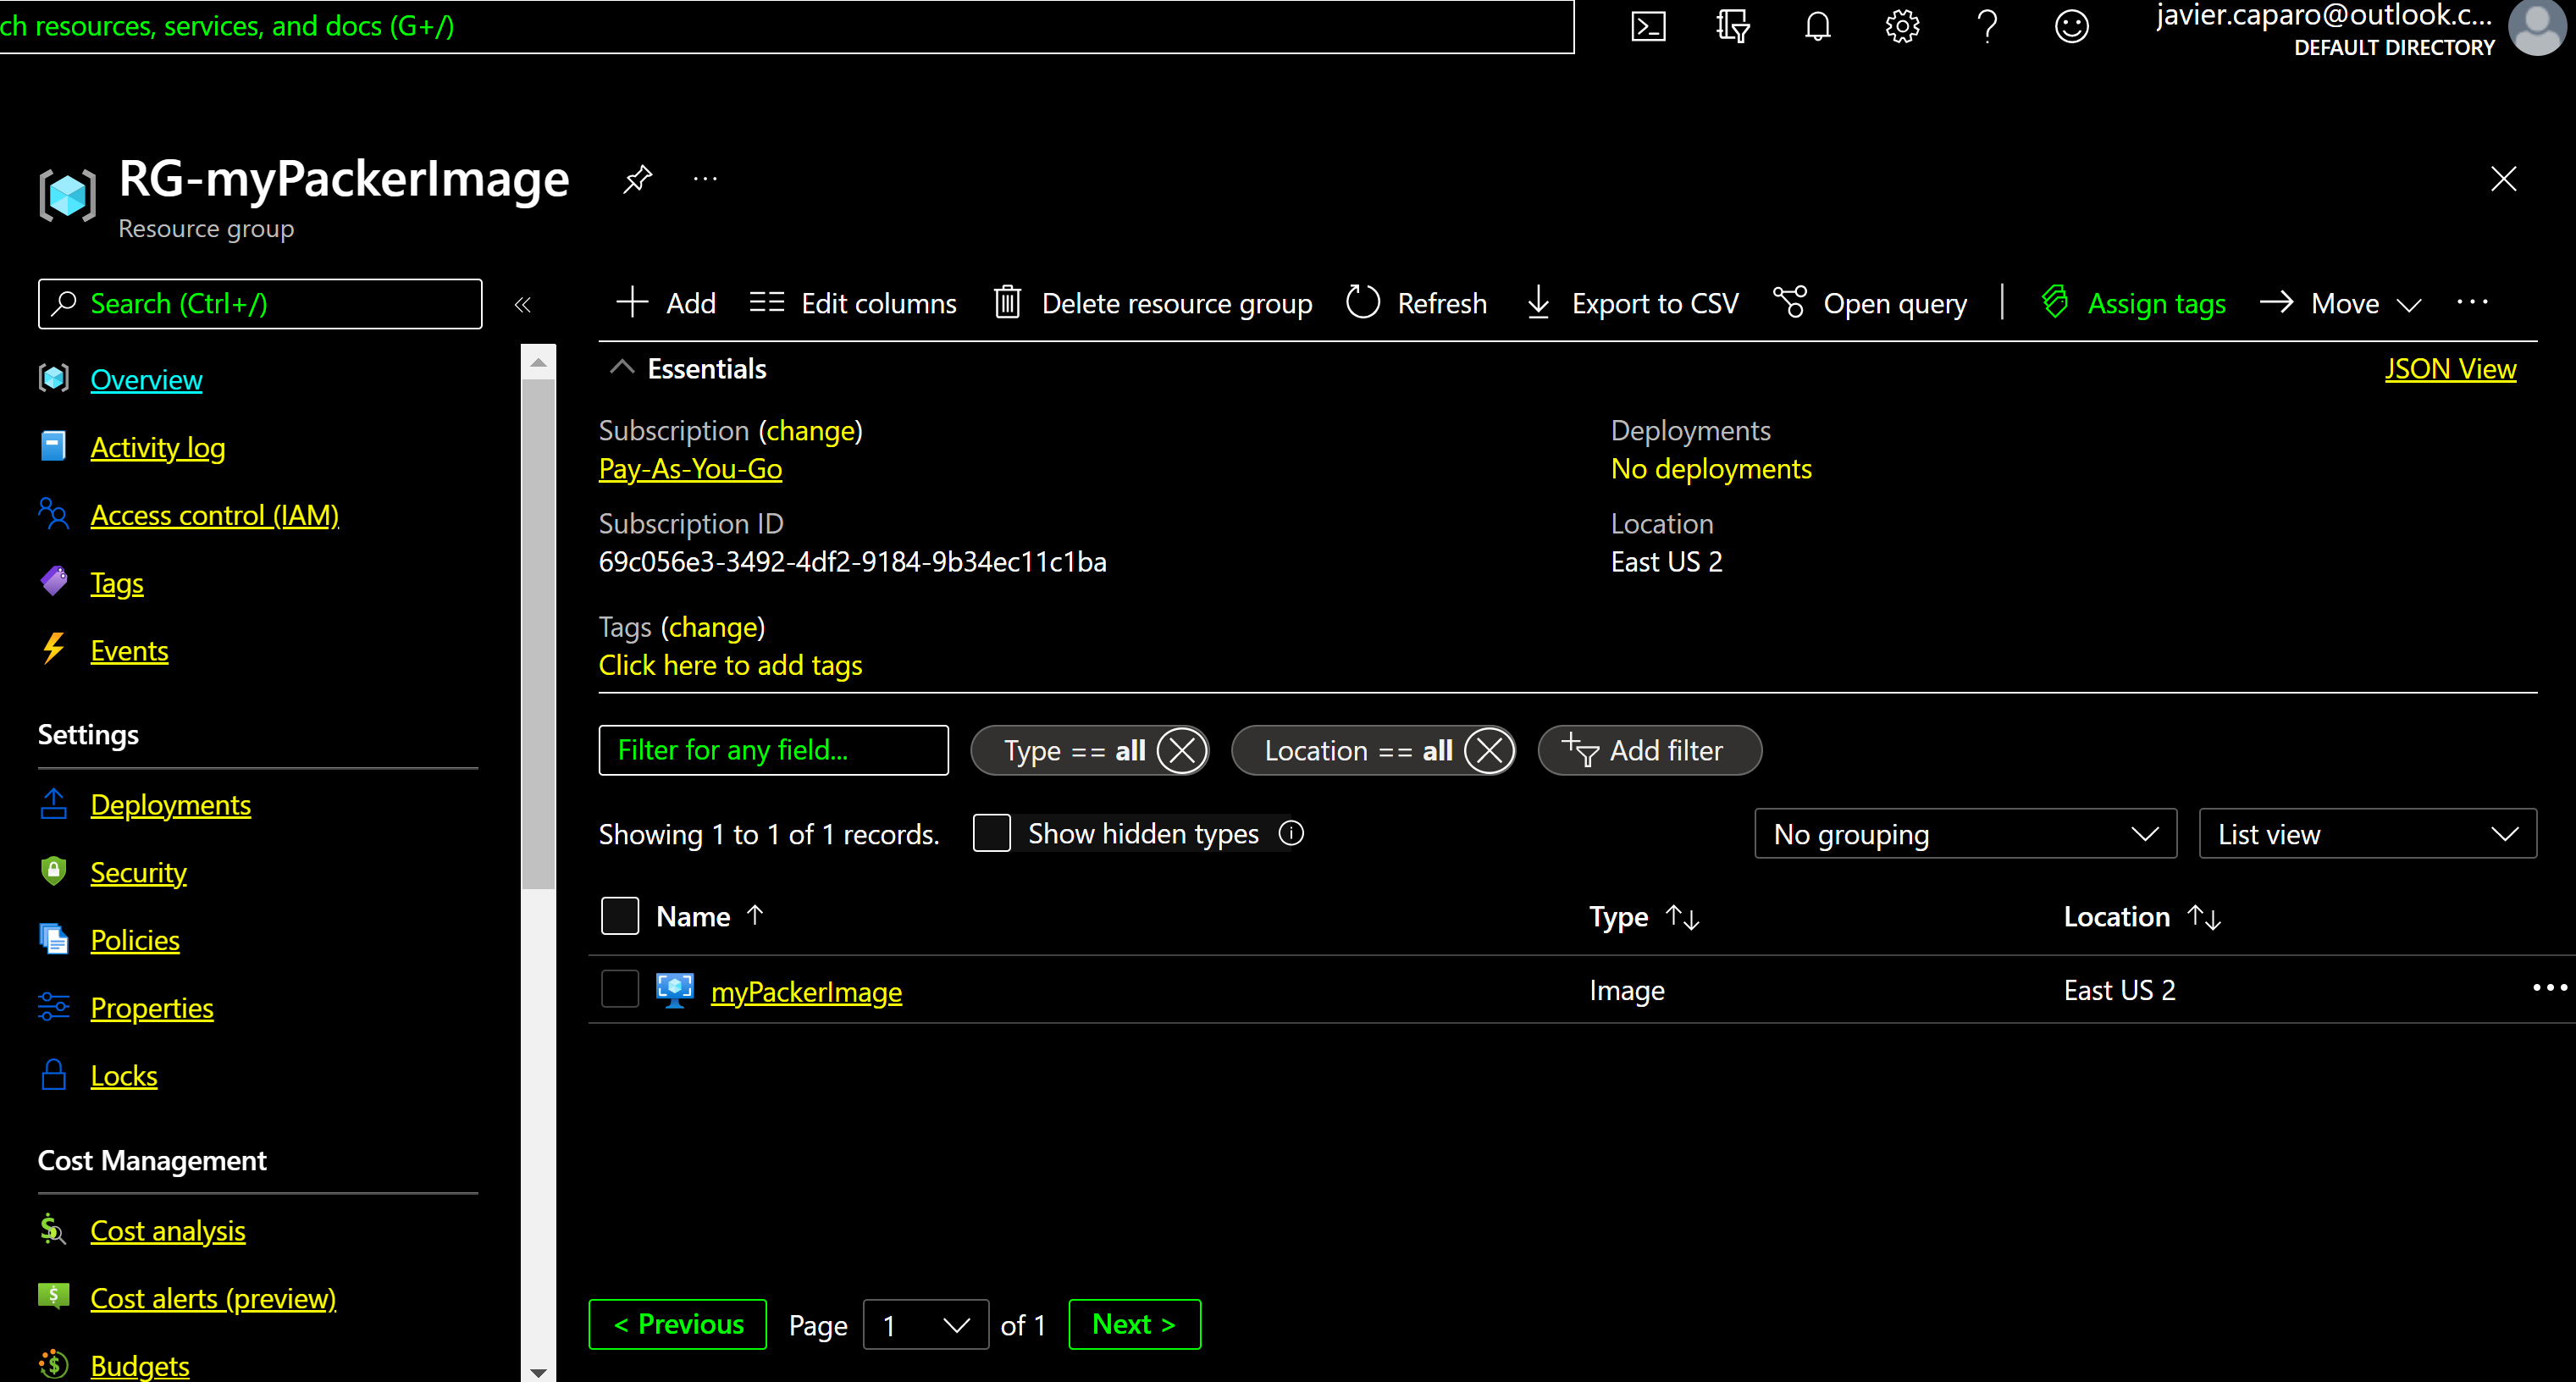 ch resources, services, and docs (G+/)
javier.caparo@outlook.c...
DEFAULT DIRECTORY
RG-myPackerImage
Resource group
Search (Ctrl+/)
Overview
Activity log
Access control (IAM)
Tags
Events
Settings
Deployments
Security
Policies
Properties
Locks
Cost Management
Cost analysis
Cost alerts (preview)
Budgets
Add Edit columns Delete resource group Refresh Export to CSV Open query Assign tags Move
Essentials
JSON View
Subscription (change)
Pay-As-You-Go
Subscription ID
69c056e3-3492-4df2-9184-9b34ec11c1ba
Tags (change)
Click here to add tags
Deployments
No deployments
Location
East US 2
Filter for any field... Type == all Location == all Add filter
Showing 1 to 1 of 1 records. Show hidden types No grouping List view
Name Type Location
myPackerImage Image East US 2
< Previous Page 1 of 1 Next >